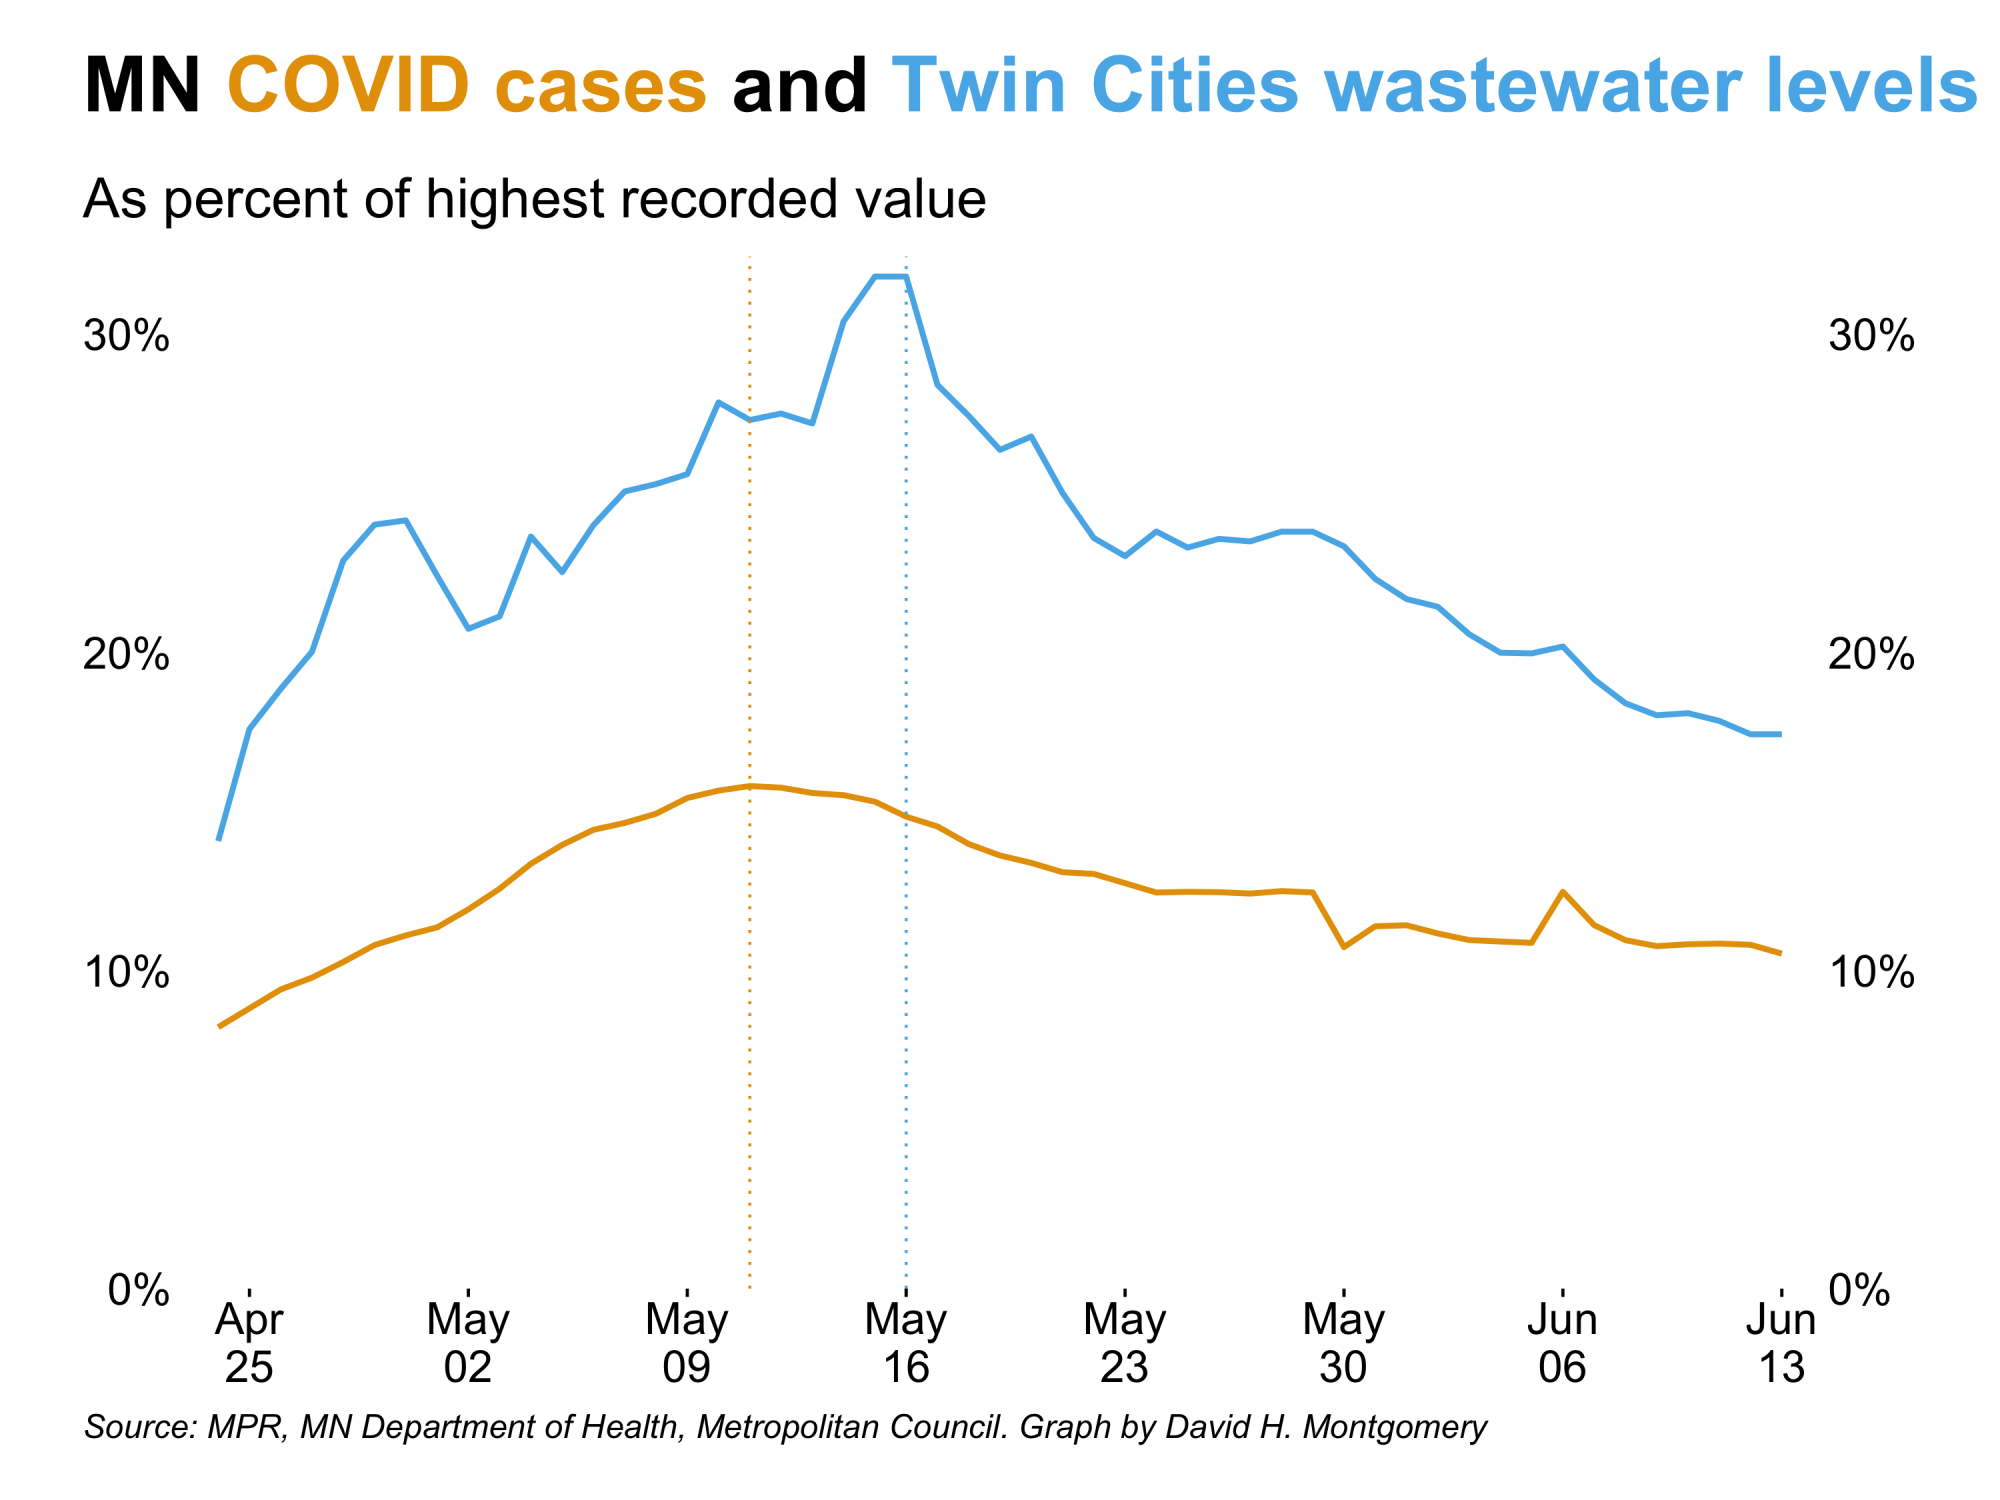 MN COVID cases and Twin Cities wastewater levels
As percent of highest recorded value
30% 30%
20% 20%
10% 10%
0% 0%
Apr May May May May May Jun Jun
25 02 09 16 23 30 06 13
Source: MPR, MN Department of Health, Metropolitan Council. Graph by David H. Montgomery